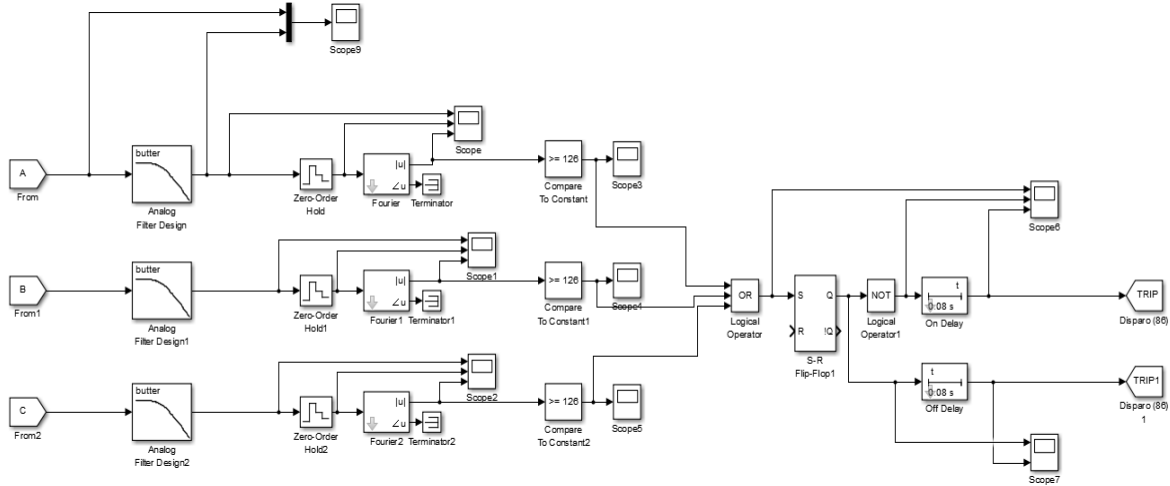 Scope9
A
From
butter
Analog
Filter Design
Zero-Order
Hold
|u|
∠u
Fourier
Terminator
Scope
>= 126
Compare
To Constant
Scope3
B
From1
butter
Analog
Filter Design1
Zero-Order
Hold1
|u|
∠u
Fourier1
Terminator1
Scope1
>= 126
Compare
To Constant1
Scope4
C
From2
butter
Analog
Filter Design2
Zero-Order
Hold2
|u|
∠u
Fourier2
Terminator2
Scope2
>= 126
Compare
To Constant2
Scope5
OR
Logical
Operator
S
Q
R
!Q
S-R
Flip-Flop1
NOT
Logical
Operator1
t
0.08 s
On Delay
Scope6
TRIP
Disparo (86)
t
0.08 s
Off Delay
TRIP1
Disparo (86)
1
Scope7